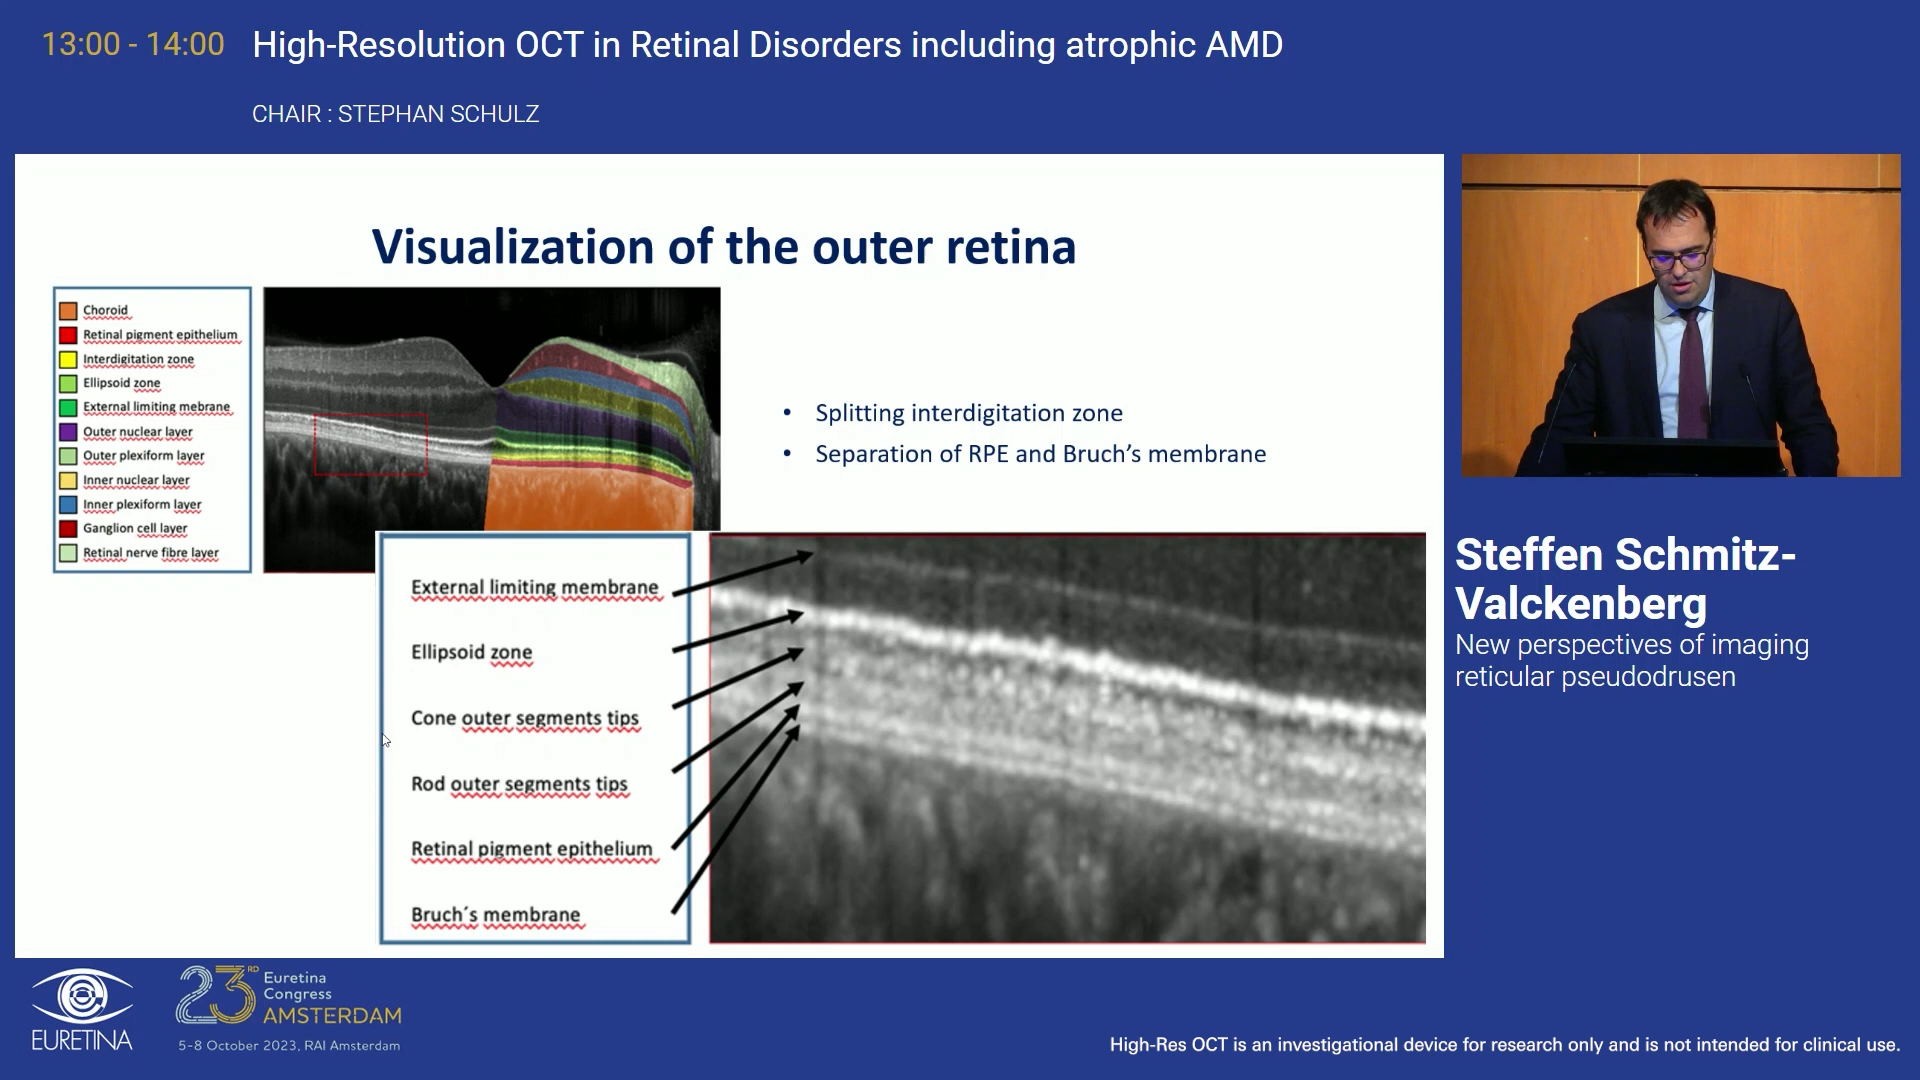 13:00 - 14:00
High-Resolution OCT in Retinal Disorders including atrophic AMD
CHAIR : STEPHAN SCHULZ
Visualization of the outer retina
Choroid
Retinal pigment epithelium
Interdigitation zone
Ellipsoid zone
External limiting mebrane
Outer nuclear layer
Outer plexiform layer
Inner nuclear layer
Inner plexiform layer
Ganglion cell layer
Retinal nerve fibre layer
• Splitting interdigitation zone
• Separation of RPE and Bruch’s membrane
External limiting membrane
Ellipsoid zone
Cone outer segments tips
Rod outer segments tips
Retinal pigment epithelium
Bruch´s membrane
Steffen Schmitz-
Valckenberg
New perspectives of imaging
reticular pseudodrusen
EURETINA
23RD
Euretina
Congress
AMSTERDAM
5-8 October 2023, RAI Amsterdam
High-Res OCT is an investigational device for research only and is not intended for clinical use.